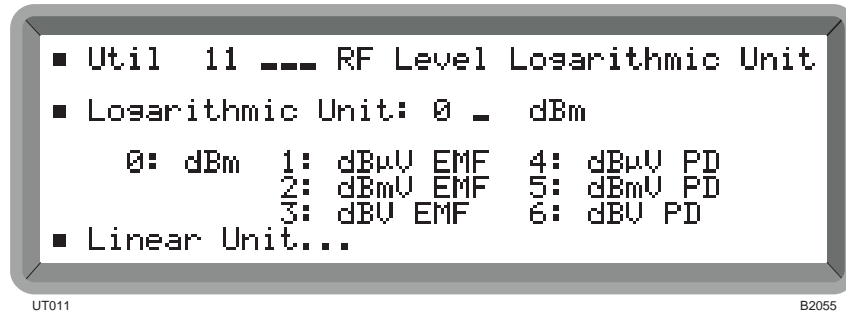 ▪ Util 11 ___ RF Level Logarithmic Unit
▪ Logarithmic Unit: 0 _ dBm
0: dBm 1: dBµV EMF 4: dBµV PD
2: dBmV EMF 5: dBmV PD
3: dBV EMF 6: dBV PD
▪ Linear Unit...
UT011 B2055